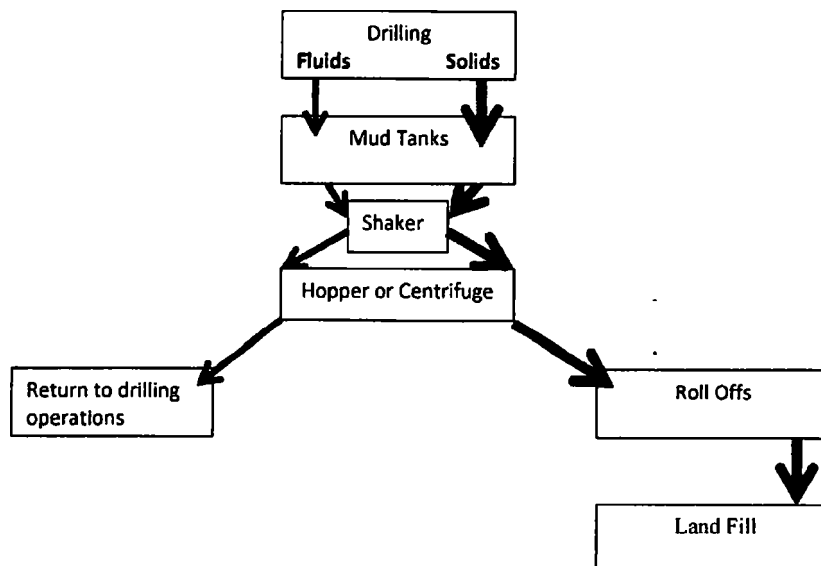 Drilling
Fluids Solids
Mud Tanks
Shaker
Hopper or Centrifuge
Return to drilling
operations
Roll Offs
Land Fill